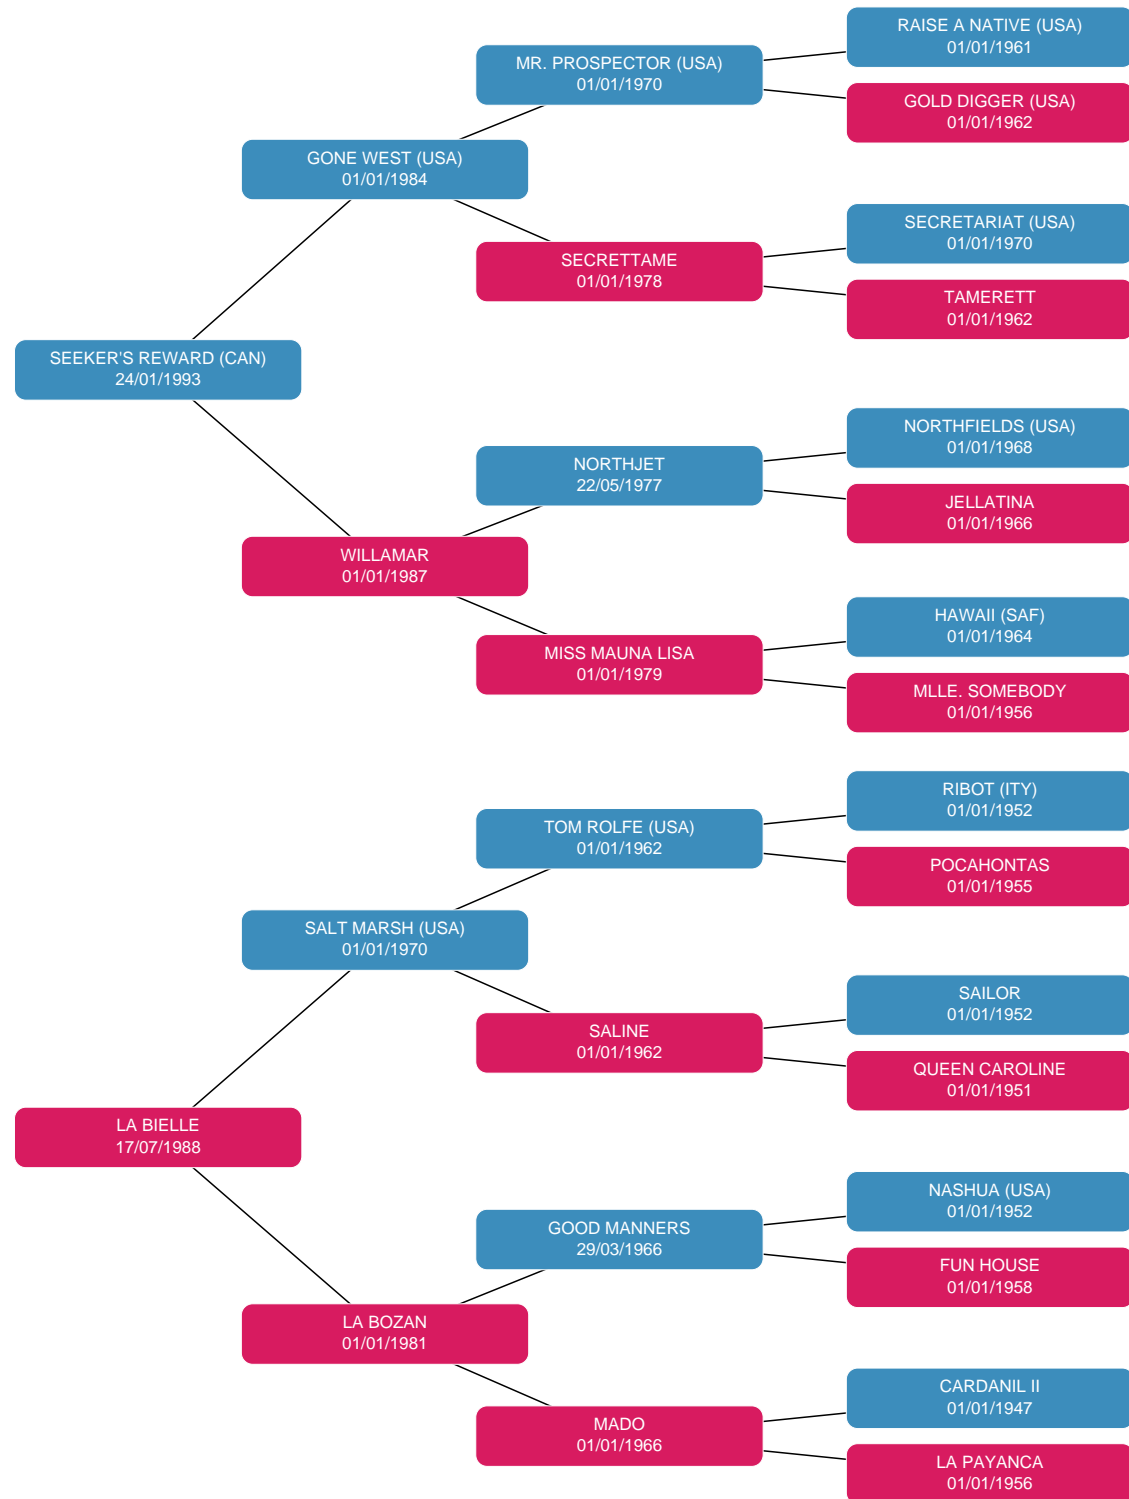 RAISE A NATIVE (USA)
01/01/1961
MR. PROSPECTOR (USA)
01/01/1970
GOLD DIGGER (USA)
01/01/1962
GONE WEST (USA)
01/01/1984
SECRETARIAT (USA)
01/01/1970
SECRETTAME
01/01/1978
TAMERETT
01/01/1962
SEEKER'S REWARD (CAN)
24/01/1993
NORTHFIELDS (USA)
01/01/1968
NORTHJET
22/05/1977
JELLATINA
01/01/1966
WILLAMAR
01/01/1987
HAWAII (SAF)
01/01/1964
MISS MAUNA LISA
01/01/1979
MLLE. SOMEBODY
01/01/1956
RIBOT (ITY)
01/01/1952
TOM ROLFE (USA)
01/01/1962
POCAHONTAS
01/01/1955
SALT MARSH (USA)
01/01/1970
SAILOR
01/01/1952
SALINE
01/01/1962
QUEEN CAROLINE
01/01/1951
LA BIELLE
17/07/1988
NASHUA (USA)
01/01/1952
GOOD MANNERS
29/03/1966
FUN HOUSE
01/01/1958
LA BOZAN
01/01/1981
CARDANIL II
01/01/1947
MADO
01/01/1966
LA PAYANCA
01/01/1956